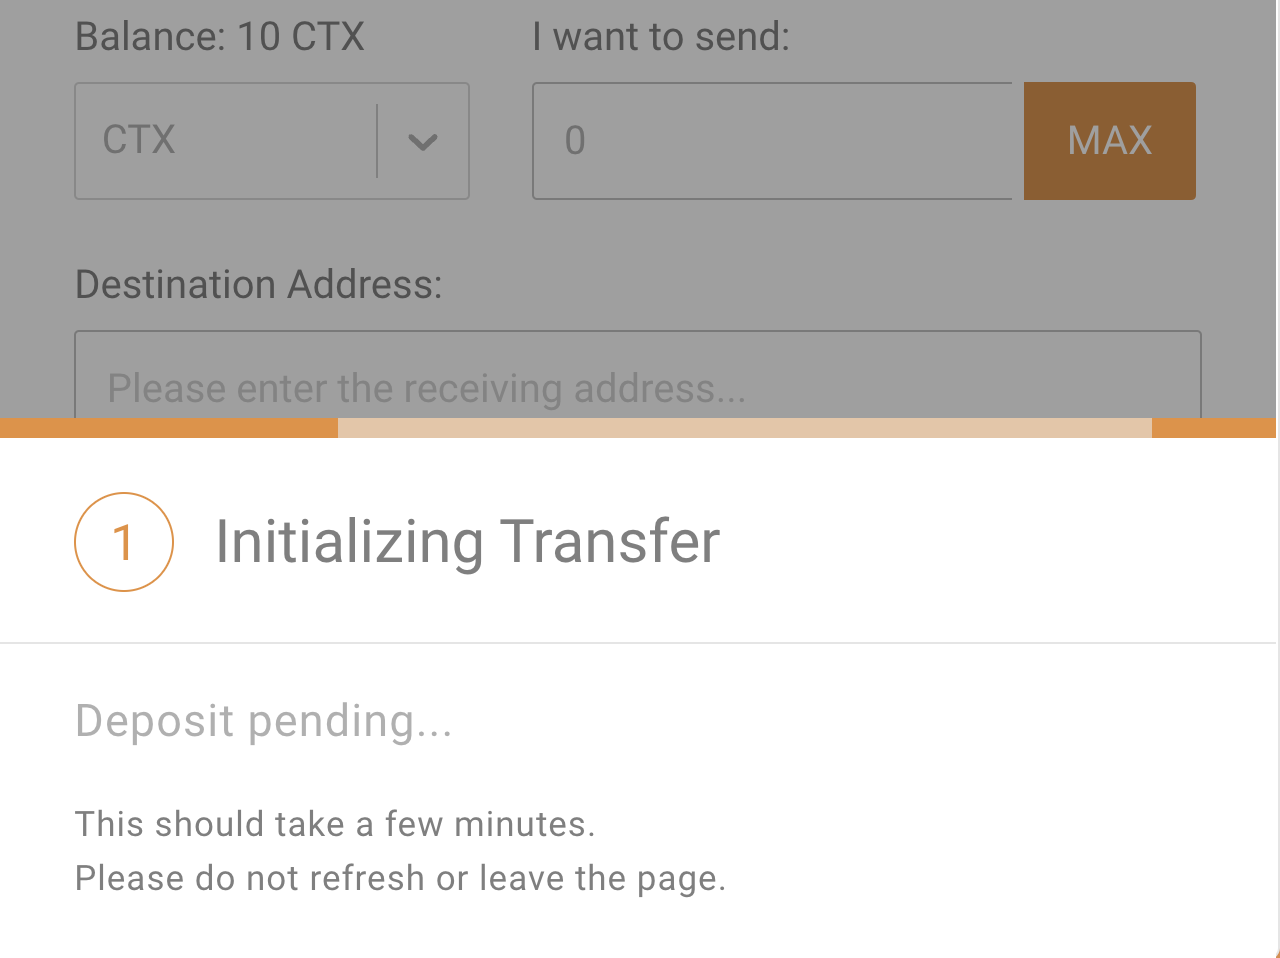 Balance: 10 CTX
I want to send:
CTX
0
MAX
Destination Address:
Please enter the receiving address...
1
Initializing Transfer
Deposit pending...
This should take a few minutes.
Please do not refresh or leave the page.